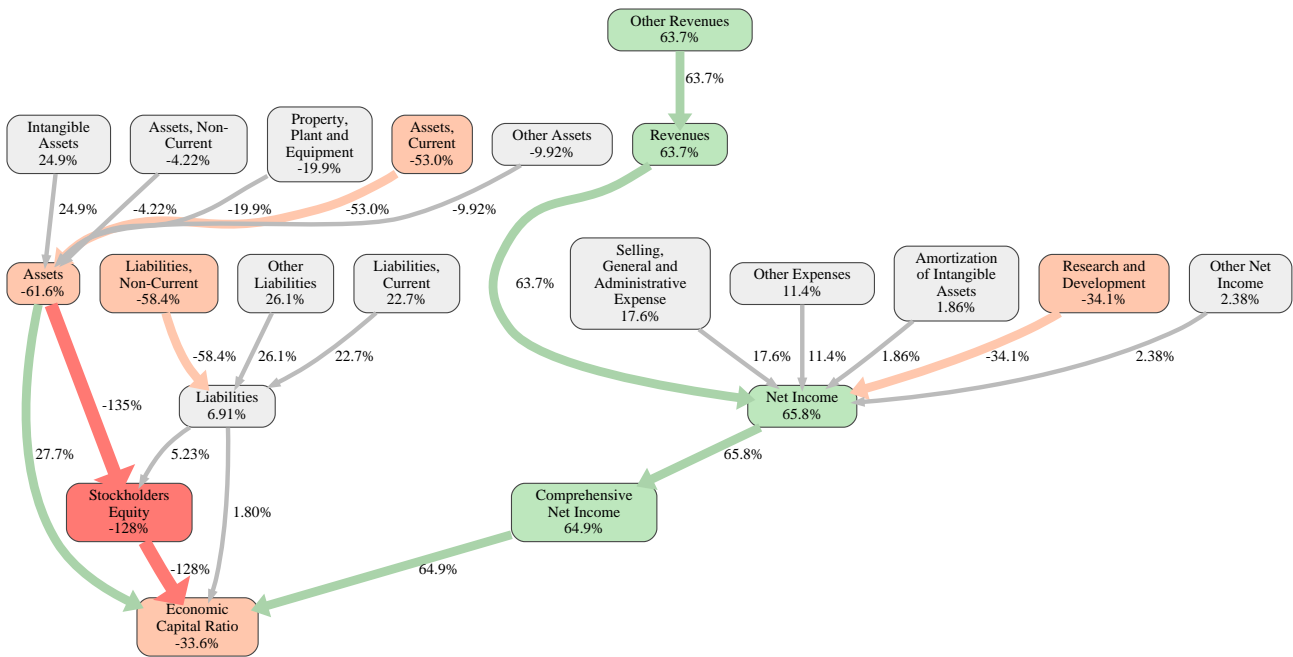 Other Revenues
63.7%
63.7%
Intangible
Assets
24.9%
Assets, Non-
Current
-4.22%
Property,
Plant and
Equipment
-19.9%
Assets,
Current
-53.0%
Other Assets
-9.92%
Revenues
63.7%
24.9%
-4.22%
-19.9%
-53.0%
-9.92%
Assets
-61.6%
Liabilities,
Non-Current
-58.4%
Other
Liabilities
26.1%
Liabilities,
Current
22.7%
63.7%
Selling,
General and
Administrative
Expense
17.6%
Other Expenses
11.4%
Amortization
of Intangible
Assets
1.86%
Research and
Development
-34.1%
Other Net
Income
2.38%
-58.4%
26.1%
22.7%
17.6%
11.4%
1.86%
-34.1%
2.38%
-135%
Liabilities
6.91%
Net Income
65.8%
27.7%
5.23%
65.8%
Stockholders
Equity
-128%
1.80%
Comprehensive
Net Income
64.9%
-128%
64.9%
Economic
Capital Ratio
-33.6%